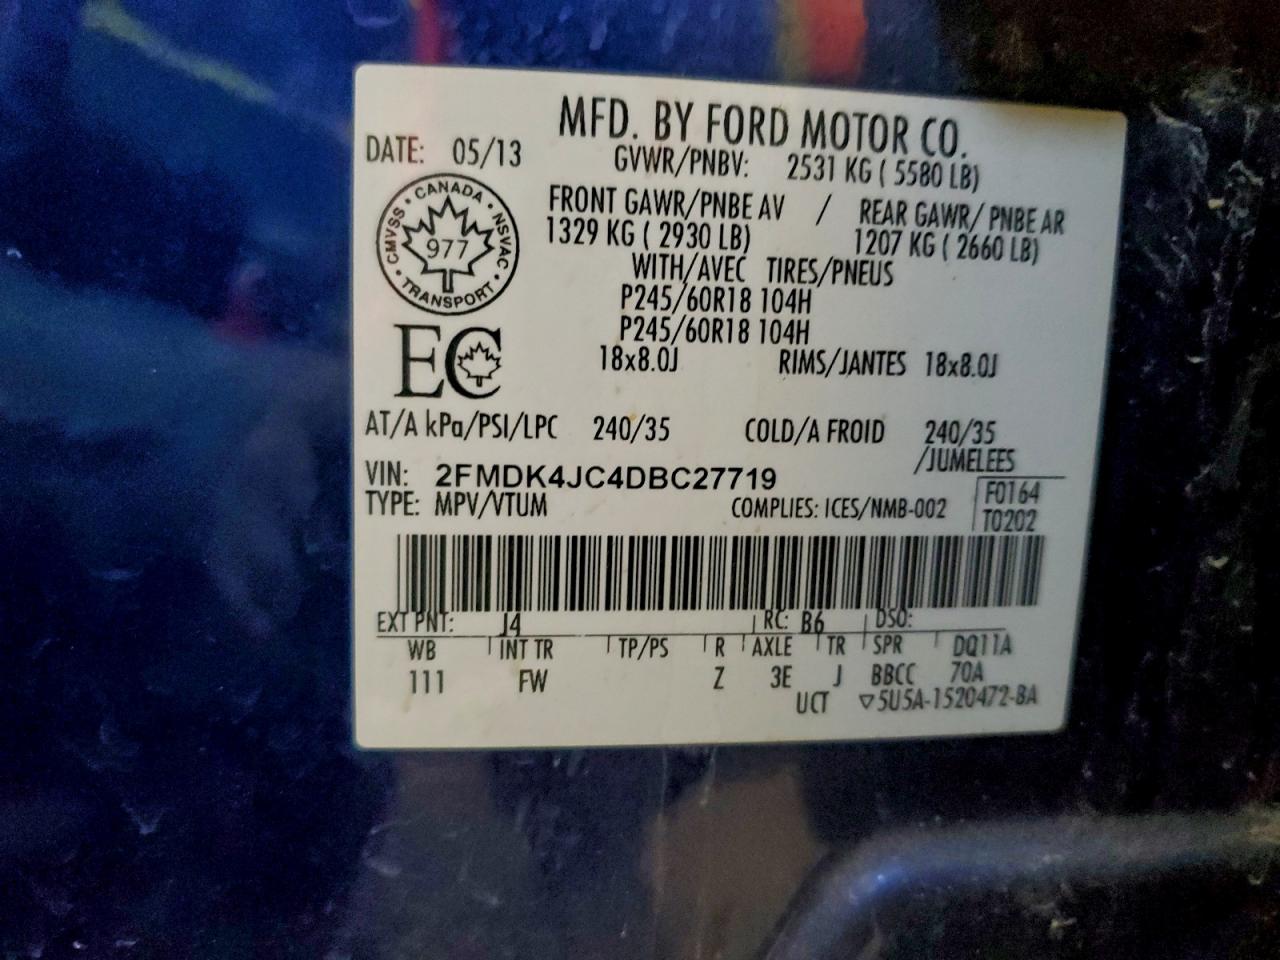 MFD. BY FORD MOTOR CO.
DATE: 05/13
GVWR/PNBV: 2531 KG ( 5580 LB)
FRONT GAWR/PNBE AV / REAR GAWR/ PNBE AR
1329 KG ( 2930 LB) 1207 KG ( 2660 LB)
WITH/AVEC TIRES/PNEUS
P245/60R18 104H
P245/60R18 104H
18x8.0J RIMS/JANTES 18x8.0J
CANADA • NSVAC • TRANSPORT • CMVSS •
977
EC
AT/A kPa/PSI/LPC 240/35 COLD/A FROID 240/35
/JUMELEES
VIN: 2FMDK4JC4DBC27719
TYPE: MPV/VTUM COMPLIES: ICES/NMB-002
F0164
T0202
EXT PNT: J4 RC: B6 DSO:
WB INT TR TP/PS R AXLE TR SPR DQ11A
111 FW Z 3E J BBCC 70A
UCT ▽5U5A-1520472-BA